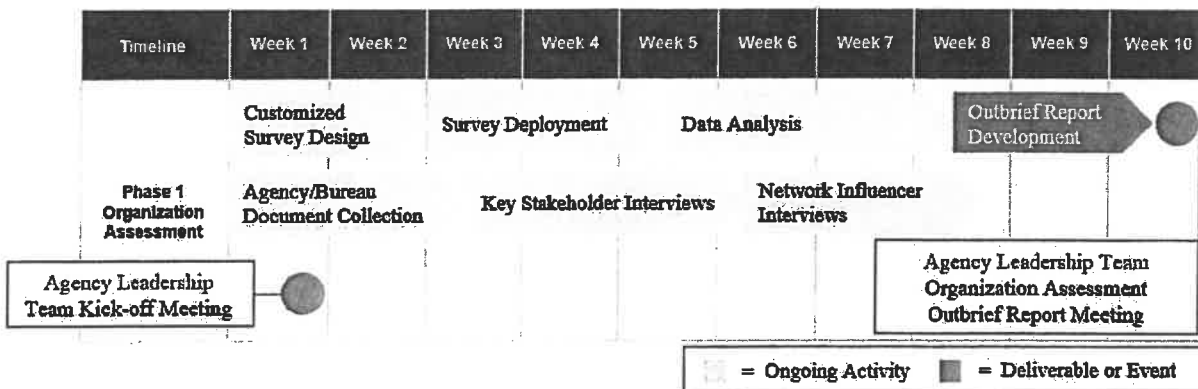 Timeline Week 1 Week 2 Week 3 Week 4 Week 5 Week 6 Week 7 Week 8 Week 9 Week 10
Customized
Survey Design
Survey Deployment
Data Analysis
Outbrief Report
Development
Phase 1
Organization
Assessment
Agency/Bureau
Document Collection
Key Stakeholder Interviews
Network Influencer
Interviews
Agency Leadership
Team Kick-off Meeting
Agency Leadership Team
Organization Assessment
Outbrief Report Meeting
= Ongoing Activity
= Deliverable or Event